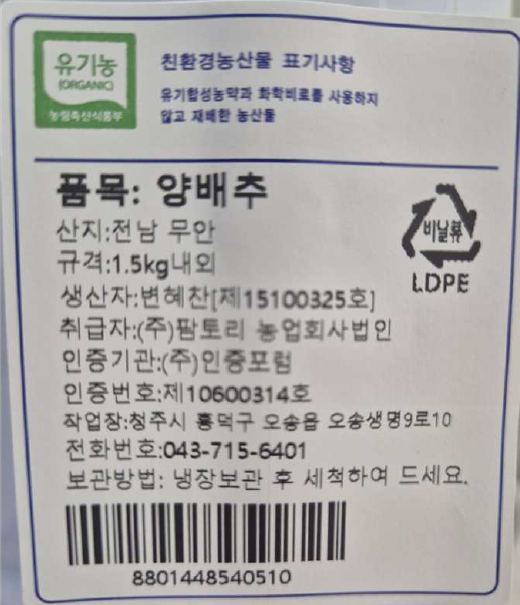 유기농
(ORGANIC)
농림축산식품부
친환경농산물 표기사항
유기합성농약과 화학비료를 사용하지
않고 재배한 농산물
품목: 양배추
산지:전남 무안
규격:1.5kg내외
생산자:변혜찬[제15100325호]
취급자:(주)팜토리 농업회사법인
인증기관:(주)인증포럼
인증번호:제10600314호
작업장:청주시 흥덕구 오송읍 오송생명9로10
전화번호:043-715-6401
보관방법: 냉장보관 후 세척하여 드세요.
비닐류
LDPE
8801448540510